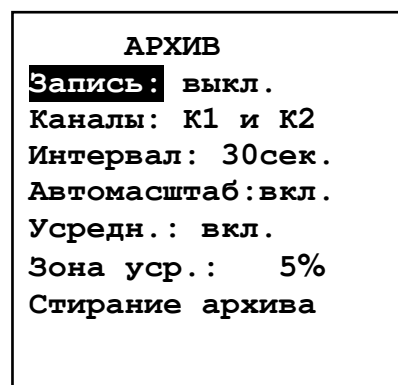 АРХИВ
Запись: выкл.
Каналы: К1 и К2
Интервал: 30сек.
Автомасштаб:вкл.
Усредн.: вкл.
Зона уср.: 5%
Стирание архива